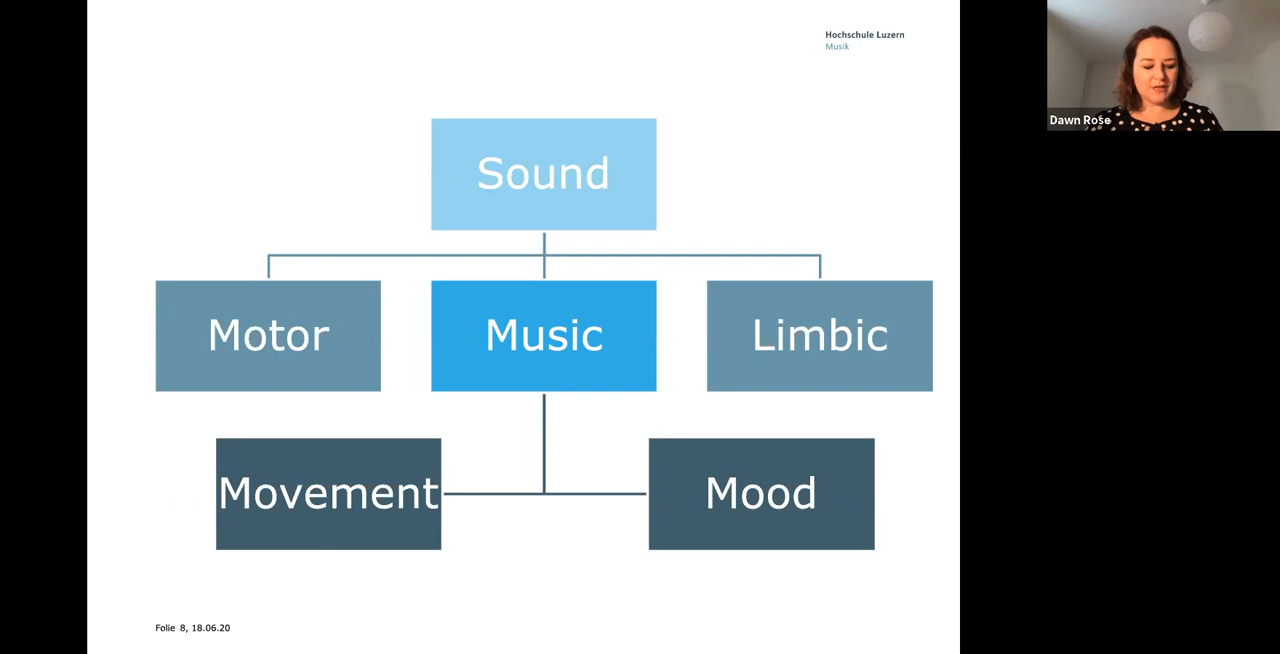 Hochschule Luzern
Musik
Dawn Rose
Sound
Motor
Music
Limbic
Movement
Mood
Folie 8, 18.06.20